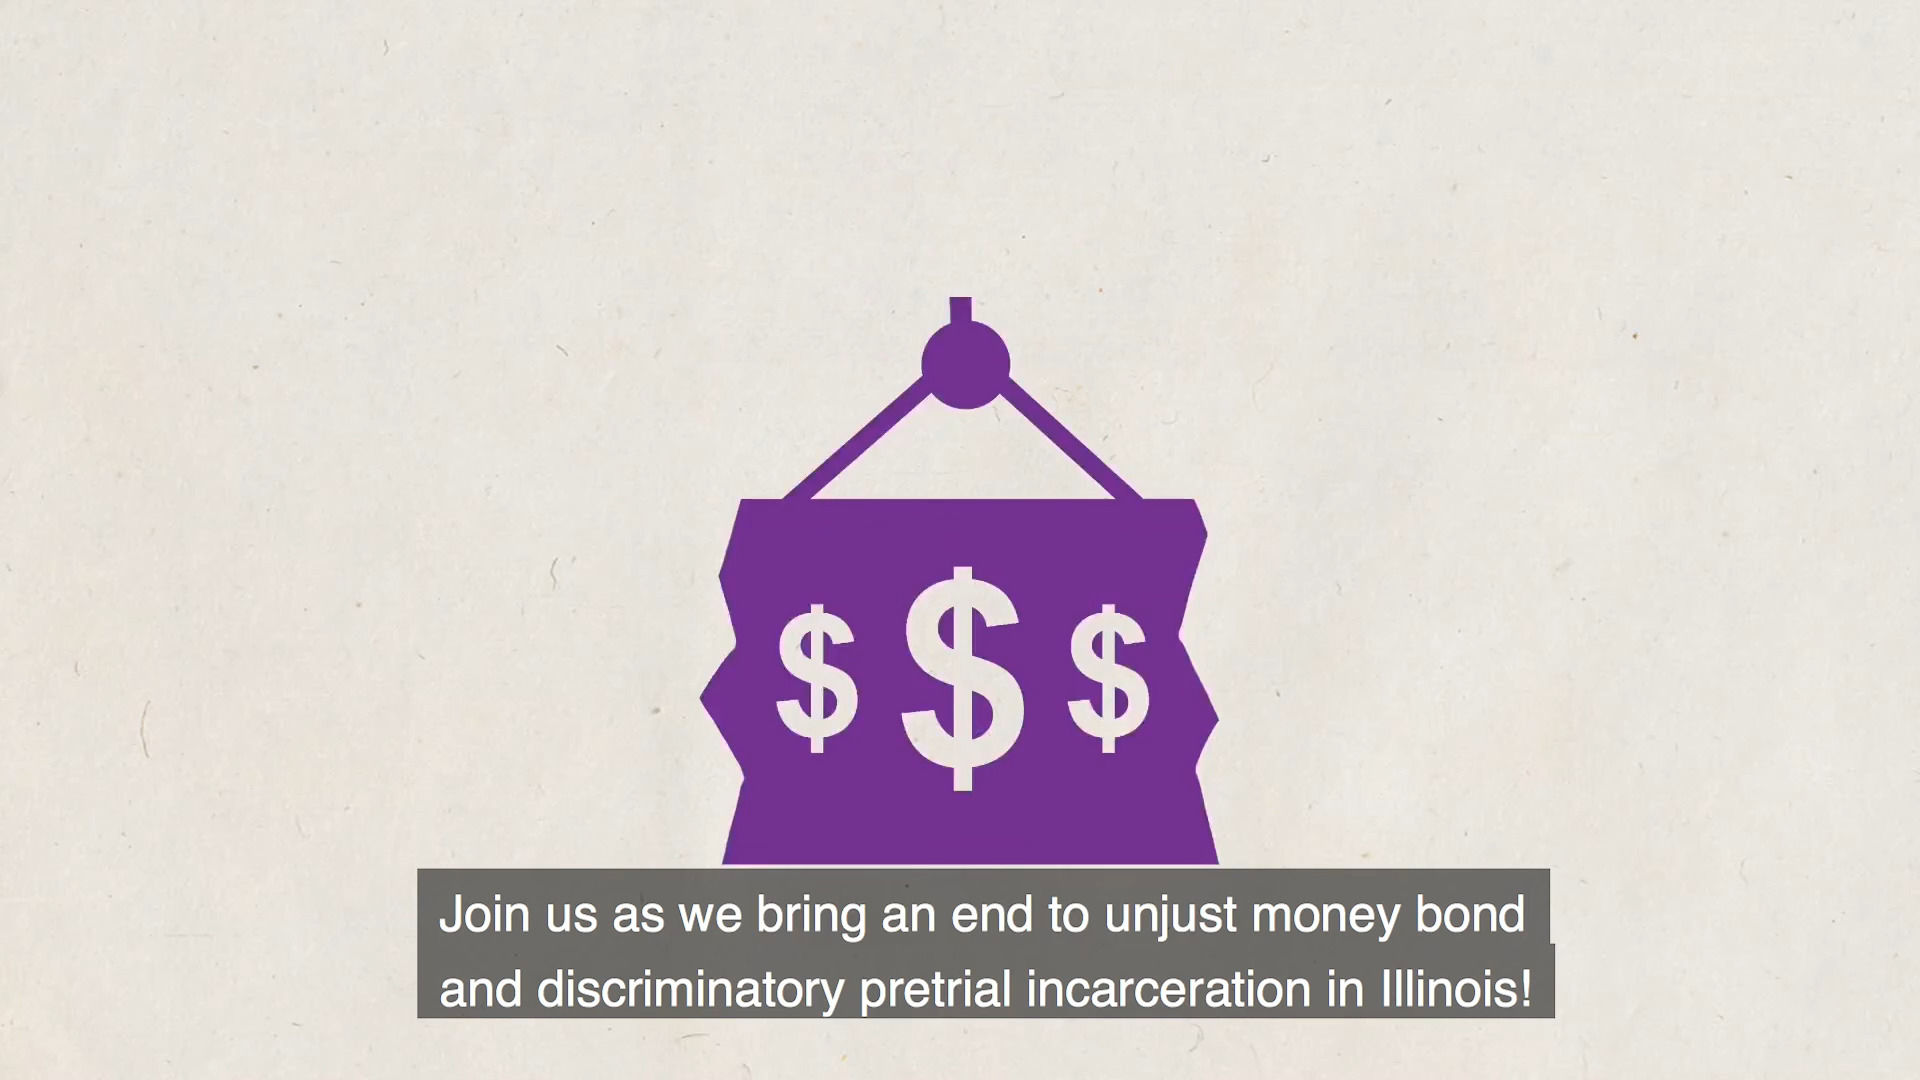 $ $ $
Join us as we bring an end to unjust money bond
and discriminatory pretrial incarceration in Illinois!